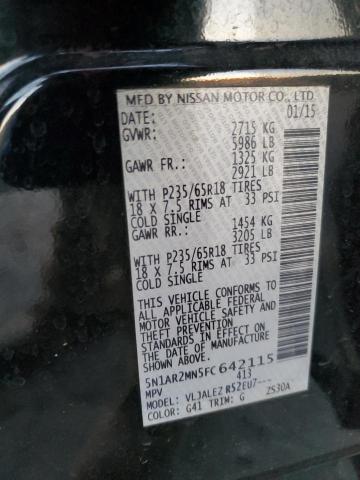 MFD BY NISSAN MOTOR CO., LTD.
DATE: 01/15
GVWR: 2715 KG
5986 LB
GAWR FR.: 1325 KG
2921 LB
WITH P235/65R18 TIRES
18 X 7.5 RIMS AT 33 PSI
COLD SINGLE
GAWR RR.: 1454 KG
3205 LB
WITH P235/65R18 TIRES
18 X 7.5 RIMS AT 33 PSI
COLD SINGLE
THIS VEHICLE CONFORMS TO
ALL APPLICABLE FEDERAL
MOTOR VEHICLE SAFETY AND
THEFT PREVENTION
STANDARDS IN EFFECT ON THE
DATE OF MANUFACTURE
SHOWN ABOVE.
5N1AR2MN5FC642115
MPV 413
MODEL: VLJALEZ R52EU7---
COLOR: G41 TRIM: G ZS30A